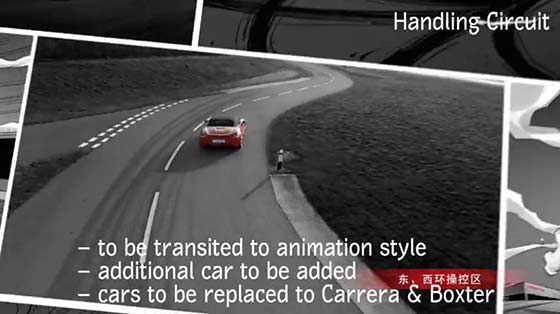 Handling Circuit
– to be transited to animation style
– additional car to be added
东、西环操控区
– cars to be replaced to Carrera & Boxter